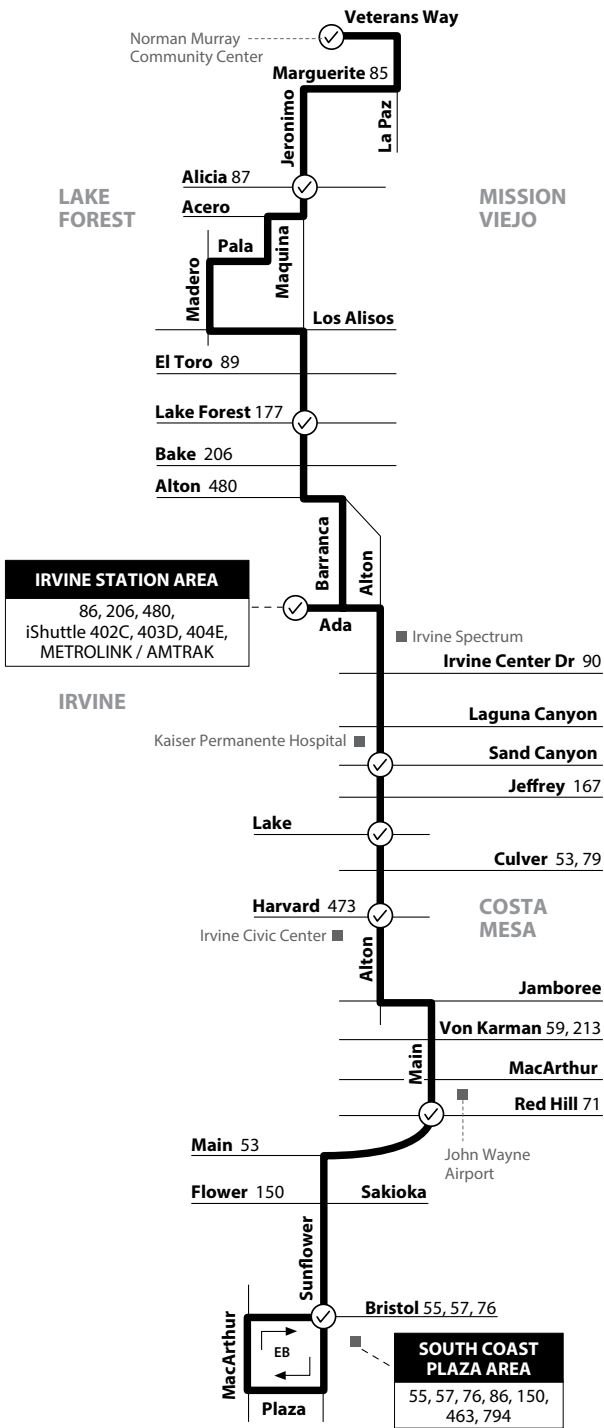 Veterans Way
Norman Murray
Community Center
Marguerite 85
Jeronimo
La Paz
Alicia 87
LAKE
FOREST
MISSION
VIEJO
Acero
Pala
Maquina
Madero
Los Alisos
El Toro 89
Lake Forest 177
Bake 206
Alton 480
Barranca
Alton
IRVINE STATION AREA
86, 206, 480,
iShuttle 402C, 403D, 404E,
METROLINK / AMTRAK
Ada
Irvine Spectrum
Irvine Center Dr 90
IRVINE
Laguna Canyon
Kaiser Permanente Hospital
Sand Canyon
Jeffrey 167
Lake
Culver 53, 79
Harvard 473
COSTA
MESA
Irvine Civic Center
Alton
Jamboree
Von Karman 59, 213
Main
MacArthur
Red Hill 71
Main 53
John Wayne
Airport
Flower 150
Sakioka
Sunflower
Bristol 55, 57, 76
MacArthur
EB
SOUTH COAST
PLAZA AREA
55, 57, 76, 86, 150,
463, 794
Plaza